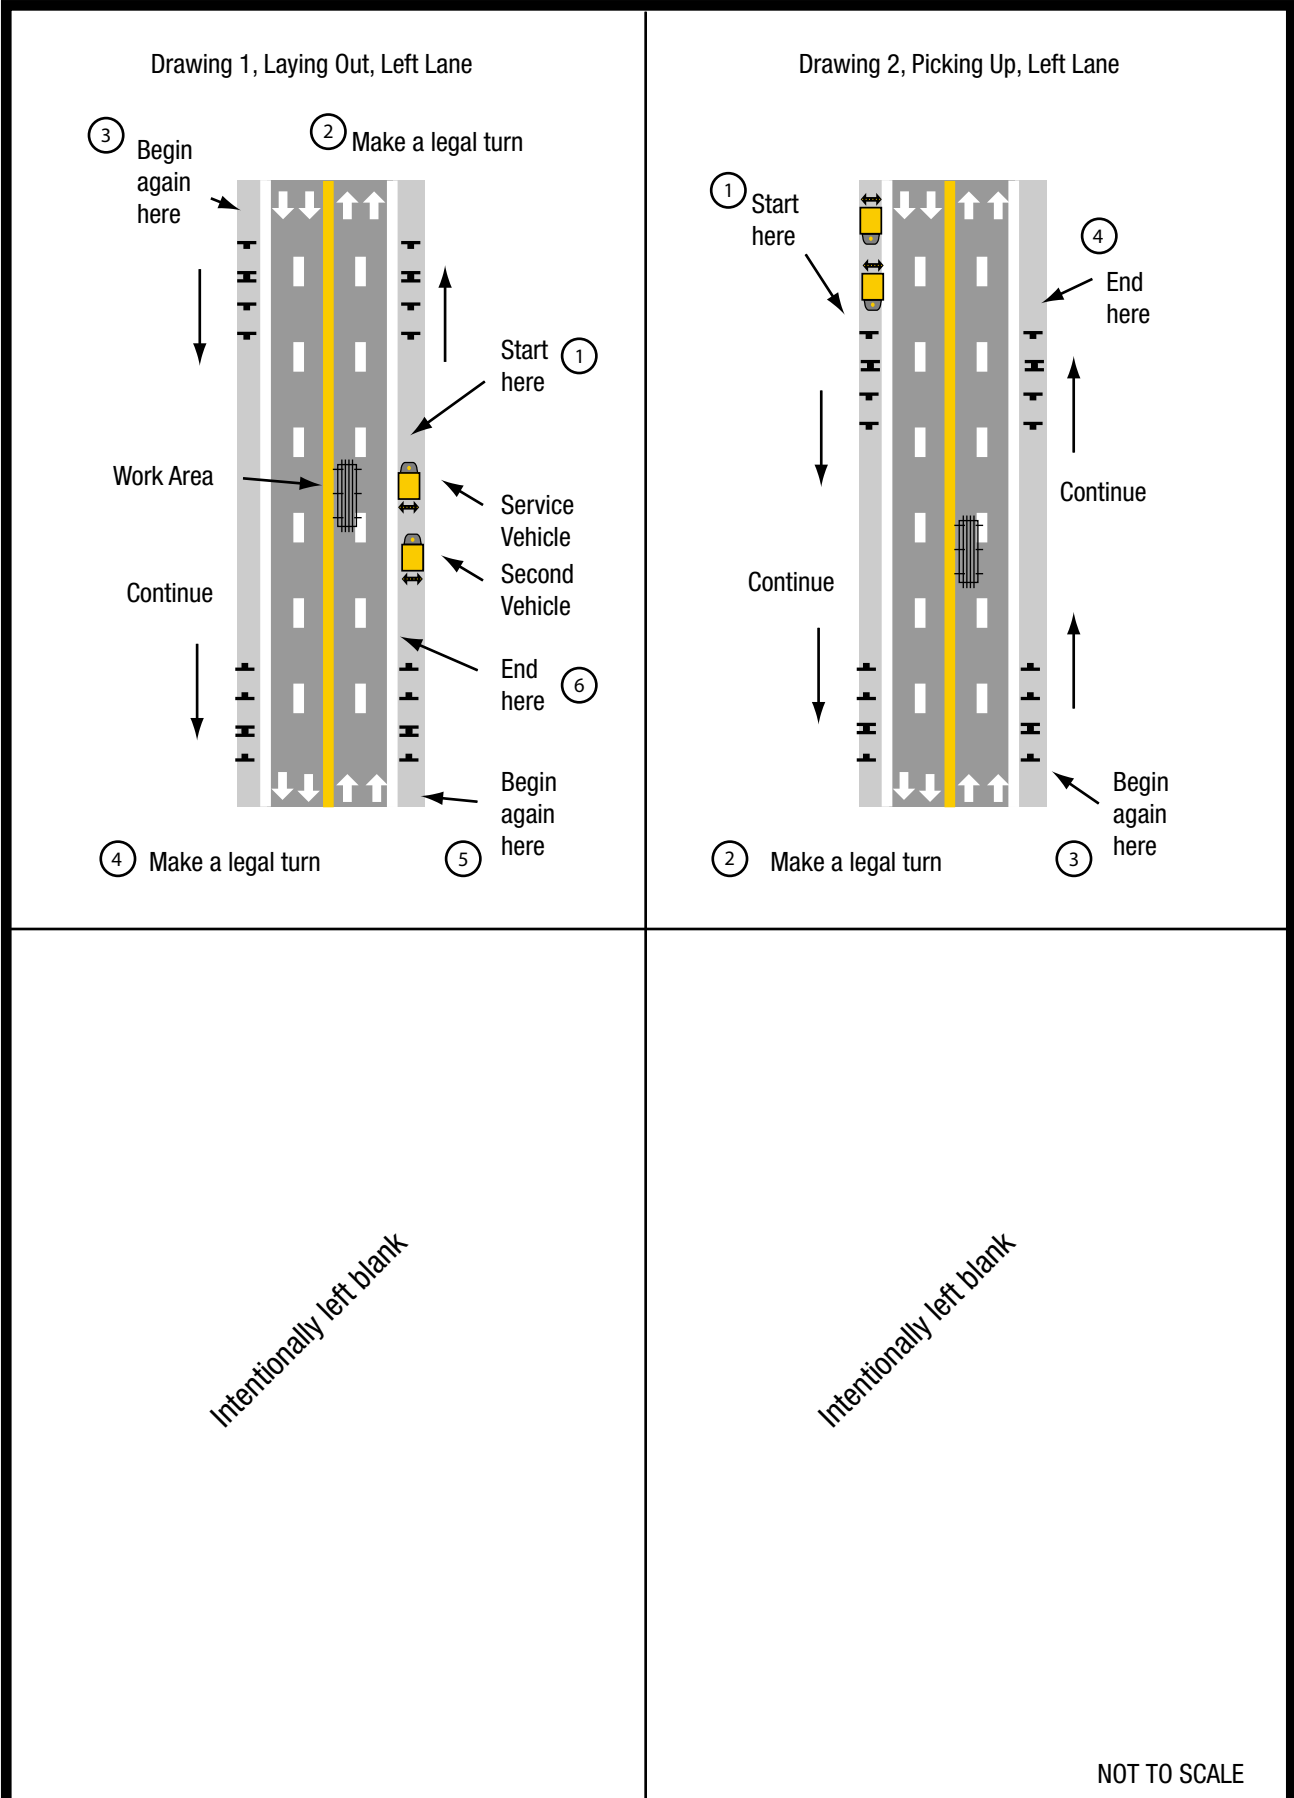 Drawing 1, Laying Out, Left Lane
3
Begin
again
here
2
Make a legal turn
Start
here
1
Work Area
Service
Vehicle
Second
Vehicle
Continue
End
here
6
Begin
again
here
4
Make a legal turn
5
Drawing 2, Picking Up, Left Lane
1
Start
here
4
End
here
Continue
Continue
Begin
again
here
2
Make a legal turn
3
Intentionally left blank
Intentionally left blank
NOT TO SCALE